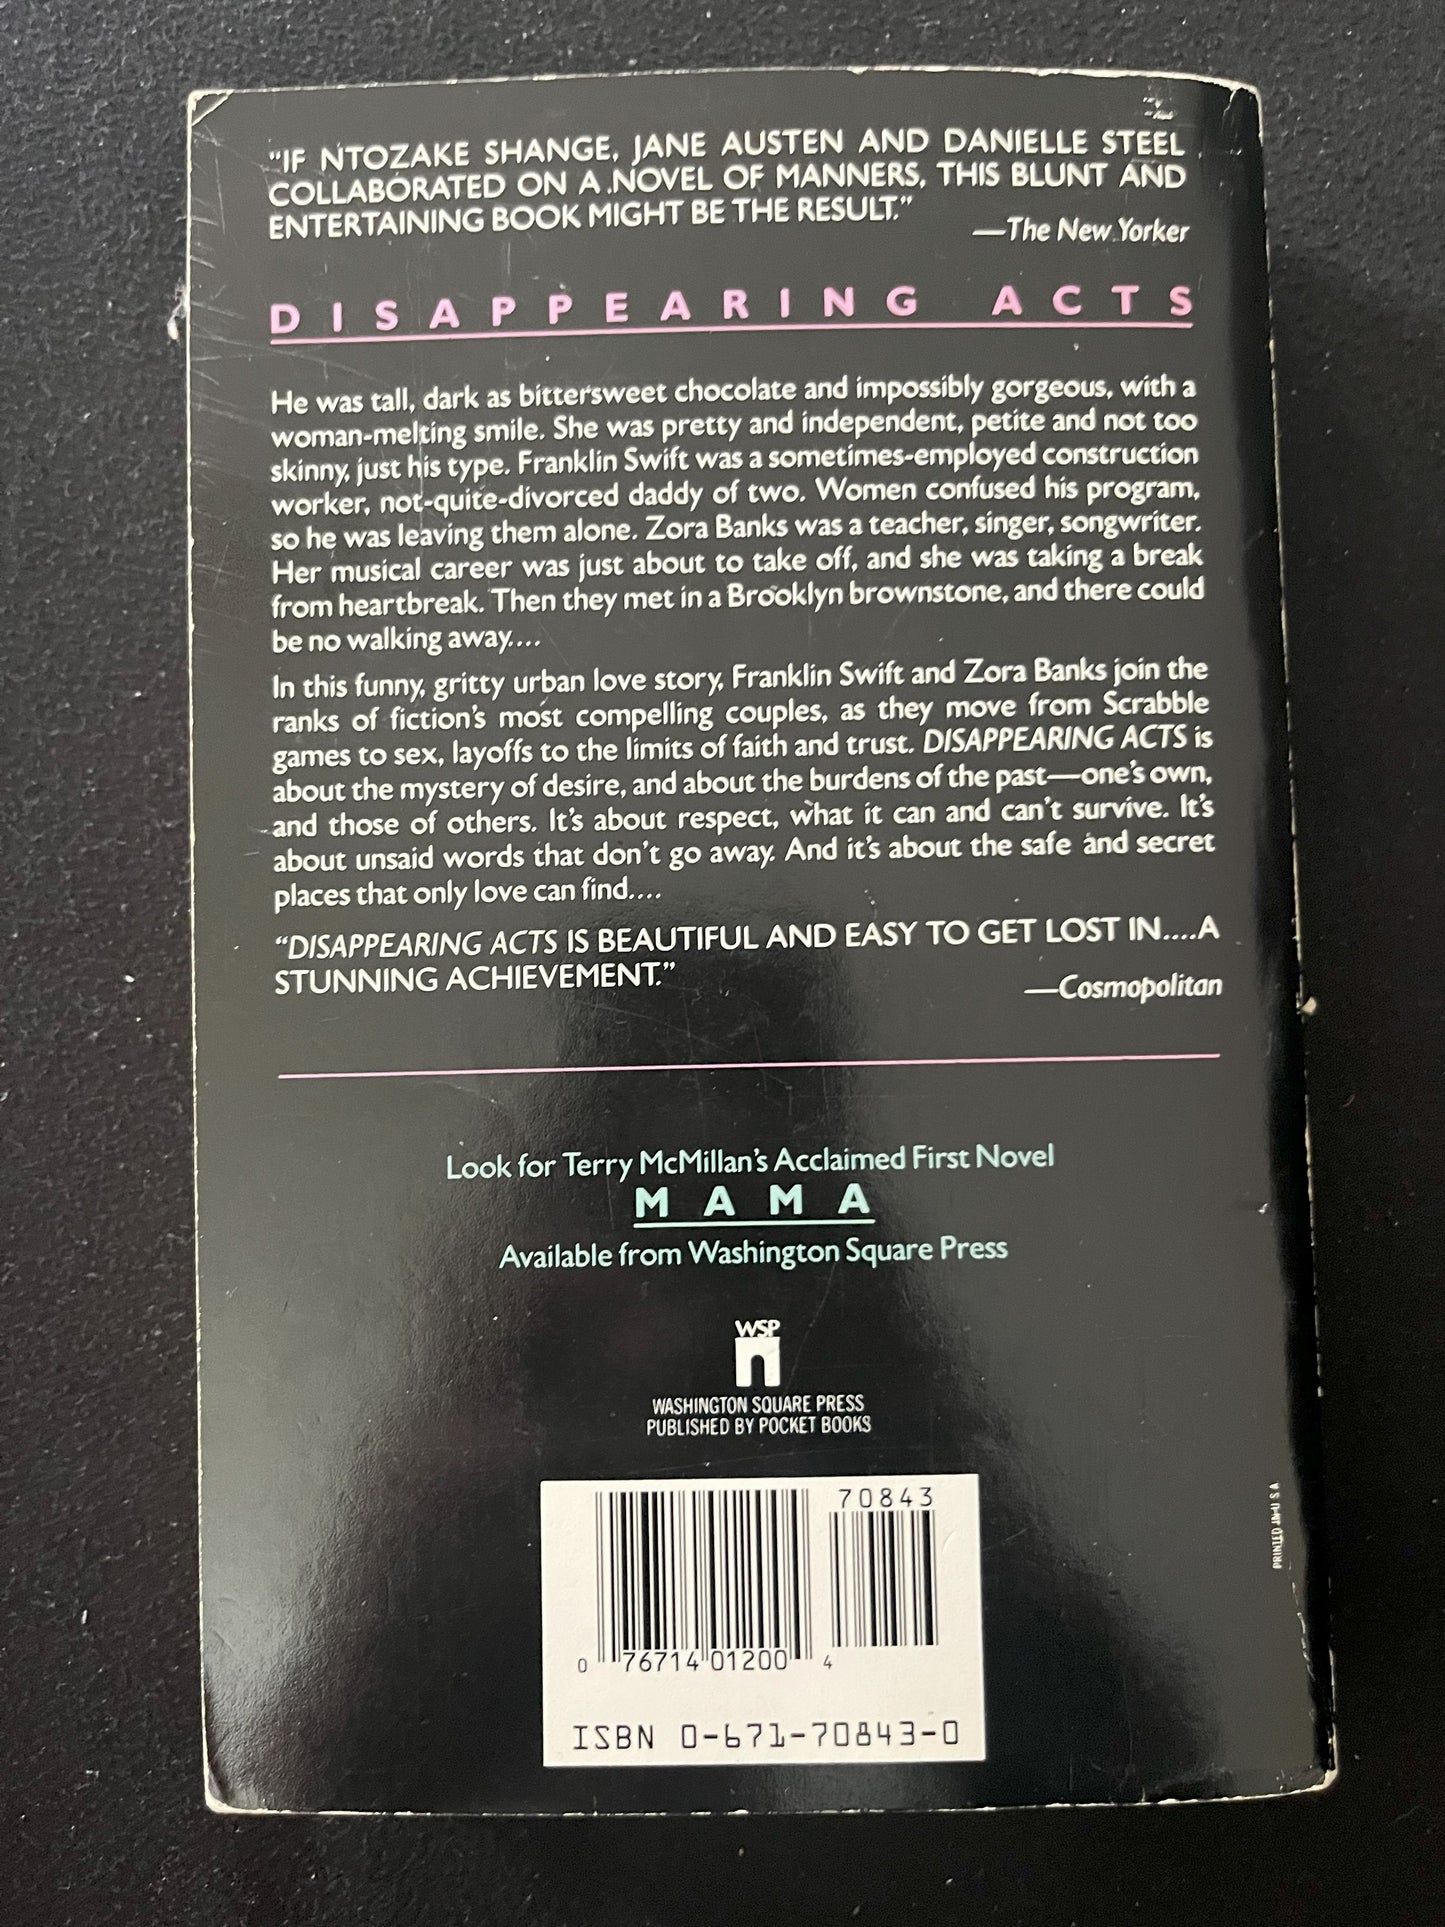 "IF NTOZAKE SHANGE, JANE AUSTEN AND DANIELLE STEEL
COLLABORATED ON A NOVEL OF MANNERS, THIS BLUNT AND
ENTERTAINING BOOK MIGHT BE THE RESULT."
—The New Yorker
DISAPPEARING ACTS
He was tall, dark as bittersweet chocolate and impossibly gorgeous, with a
woman-melting smile. She was pretty and independent, petite and not too
skinny, just his type. Franklin Swift was a sometimes-employed construction
worker, not-quite-divorced daddy of two. Women confused his program,
so he was leaving them alone. Zora Banks was a teacher, singer, songwriter.
Her musical career was just about to take off, and she was taking a break
from heartbreak. Then they met in a Brooklyn brownstone, and there could
be no walking away....
In this funny, gritty urban love story, Franklin Swift and Zora Banks join the
ranks of fiction's most compelling couples, as they move from Scrabble
games to sex, layoffs to the limits of faith and trust. DISAPPEARING ACTS is
about the mystery of desire, and about the burdens of the past—one's own,
and those of others. It's about respect, what it can and can't survive. It's
about unsaid words that don't go away. And it's about the safe and secret
places that only love can find....
"DISAPPEARING ACTS IS BEAUTIFUL AND EASY TO GET LOST IN....A
STUNNING ACHIEVEMENT."
—Cosmopolitan
Look for Terry McMillan's Acclaimed First Novel
MAMA
Available from Washington Square Press
WSP
WASHINGTON SQUARE PRESS
PUBLISHED BY POCKET BOOKS
70843
0 76714 01200 4
ISBN 0-671-70843-0
PRINTED IN U S A